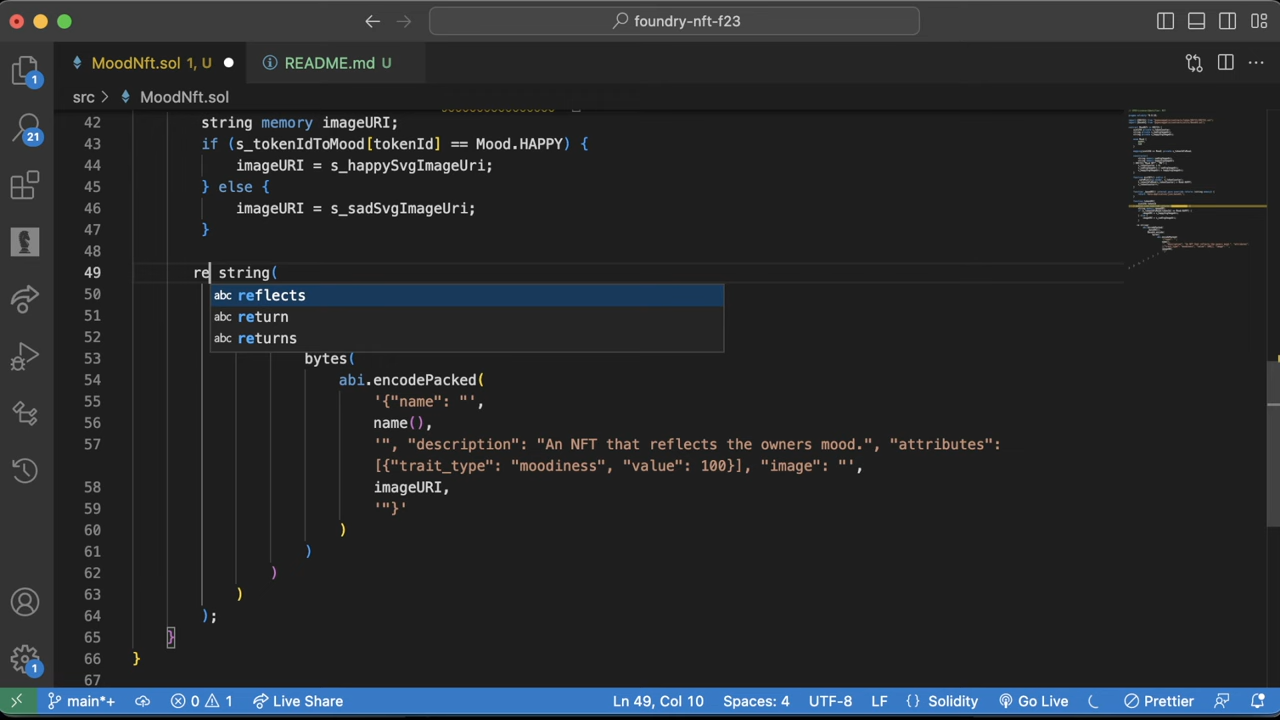 foundry-nft-f23
MoodNft.sol 1, U
README.md U
src > MoodNft.sol
1
21
1
42 string memory imageURI;
43 if (s_tokenIdToMood[tokenId] == Mood.HAPPY) {
44 imageURI = s_happySvgImageUri;
45 } else {
46 imageURI = s_sadSvgImageUri;
47 }
48
49 re string(
50 reflects
51 return
52 returns
53 bytes(
54 abi.encodePacked(
55 '{"name": "',
56 name(),
57 '", "description": "An NFT that reflects the owners mood.", "attributes":
[{"trait_type": "moodiness", "value": 100}], "image": "',
58 imageURI,
59 '"}'
60 )
61 )
62 )
63 )
64 );
65 }
66 }
67
main*+ 0 1 Live Share Ln 49, Col 10 Spaces: 4 UTF-8 LF {} Solidity Go Live Prettier